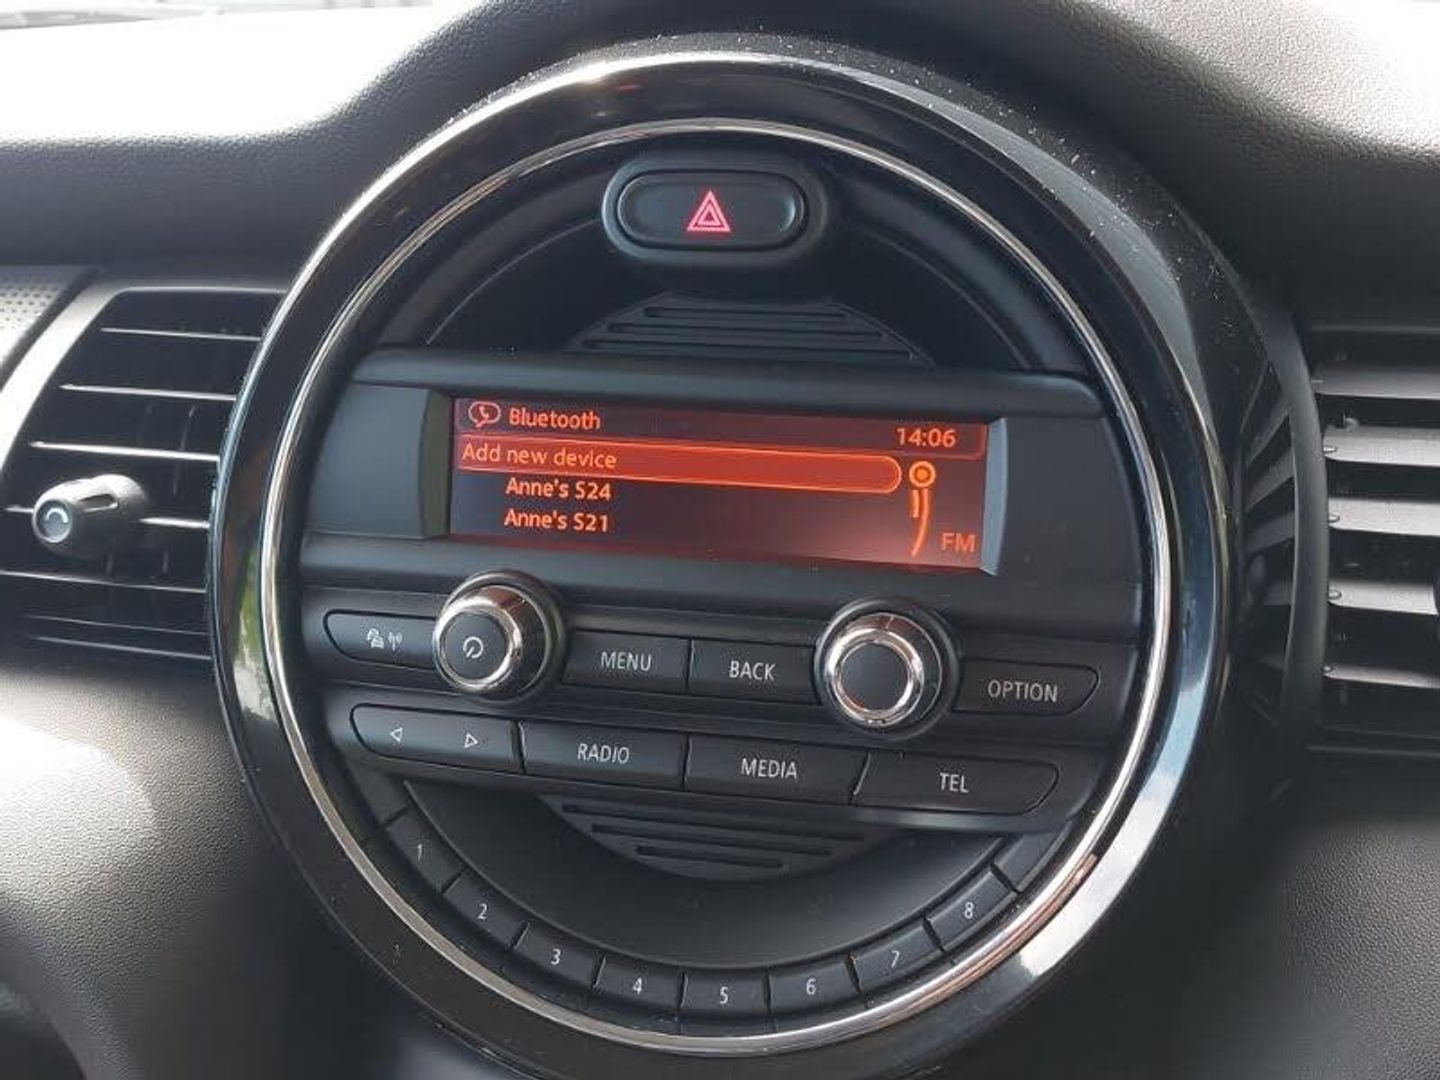 Bluetooth 14:06
Add new device
Anne's S24
Anne's S21
FM
MENU BACK OPTION
RADIO MEDIA TEL
1 2 3 4 5 6 7 8